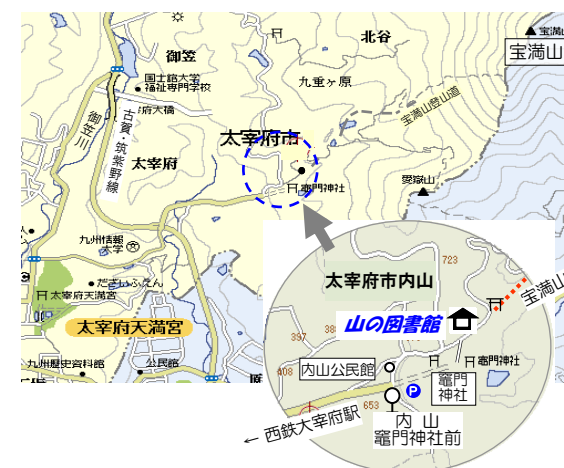 宝満山
宝満山
北谷
御笠
国士舘大学
福祉専門学校
九重ヶ原
府天橋
宝満山登山道
御笠川
古賀・筑紫野線
太宰府市
太宰府
竈門神社
愛嶽山
九州情報
大学
だざいふえん
太宰府天満宮
太宰府天満宮
九州歴史資料館
公民館
太宰府市内山
723
山の図書館
宝満山
397
38
内山公民館
竈門神社
408
竈門
神社
P
653
内 山
竈門神社前
← 西鉄大宰府駅